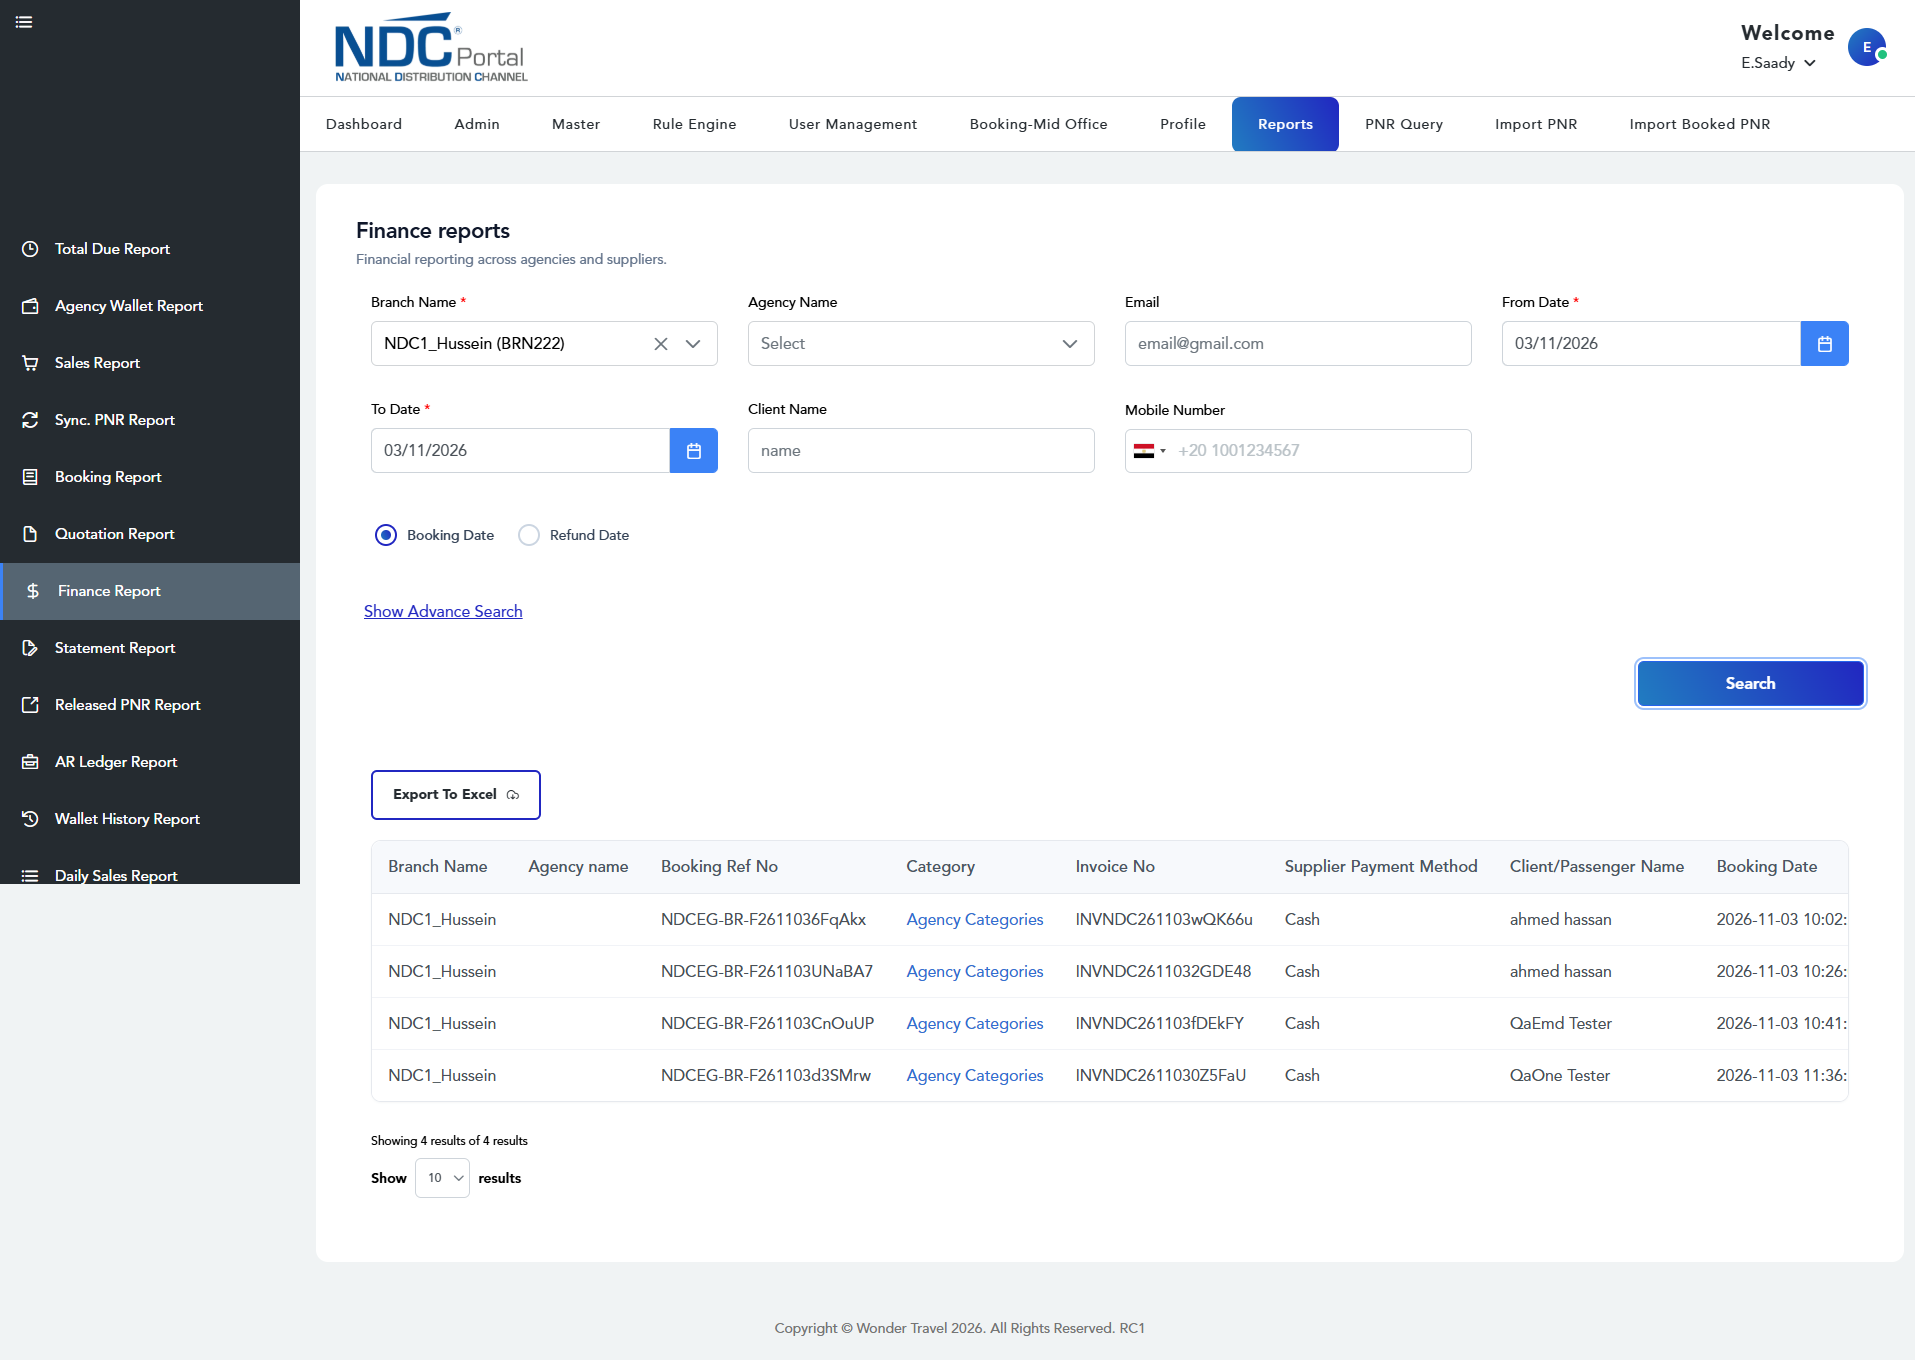 NDC® Portal
NATIONAL DISTRIBUTION CHANNEL
Welcome
E.Saady
E
Dashboard Admin Master Rule Engine User Management Booking-Mid Office Profile Reports PNR Query Import PNR Import Booked PNR
Total Due Report
Agency Wallet Report
Sales Report
Sync. PNR Report
Booking Report
Quotation Report
Finance Report
Statement Report
Released PNR Report
AR Ledger Report
Wallet History Report
Daily Sales Report
Finance reports
Financial reporting across agencies and suppliers.
Branch Name * Agency Name Email From Date *
NDC1_Hussein (BRN222) Select email@gmail.com 03/11/2026
To Date * Client Name Mobile Number
03/11/2026 name +20 1001234567
Booking Date Refund Date
Show Advance Search
Search
Export To Excel
Branch Name Agency name Booking Ref No Category Invoice No Supplier Payment Method Client/Passenger Name Booking Date
NDC1_Hussein NDCEG-BR-F2611036FqAkx Agency Categories INVNDC261103wQK66u Cash ahmed hassan 2026-11-03 10:02:
NDC1_Hussein NDCEG-BR-F261103UNaBA7 Agency Categories INVNDC2611032GDE48 Cash ahmed hassan 2026-11-03 10:26:
NDC1_Hussein NDCEG-BR-F261103CnOuUP Agency Categories INVNDC261103fDEkFY Cash QaEmd Tester 2026-11-03 10:41:
NDC1_Hussein NDCEG-BR-F261103d3SMrw Agency Categories INVNDC2611030Z5FaU Cash QaOne Tester 2026-11-03 11:36:
Showing 4 results of 4 results
Show 10 results
Copyright © Wonder Travel 2026. All Rights Reserved. RC1